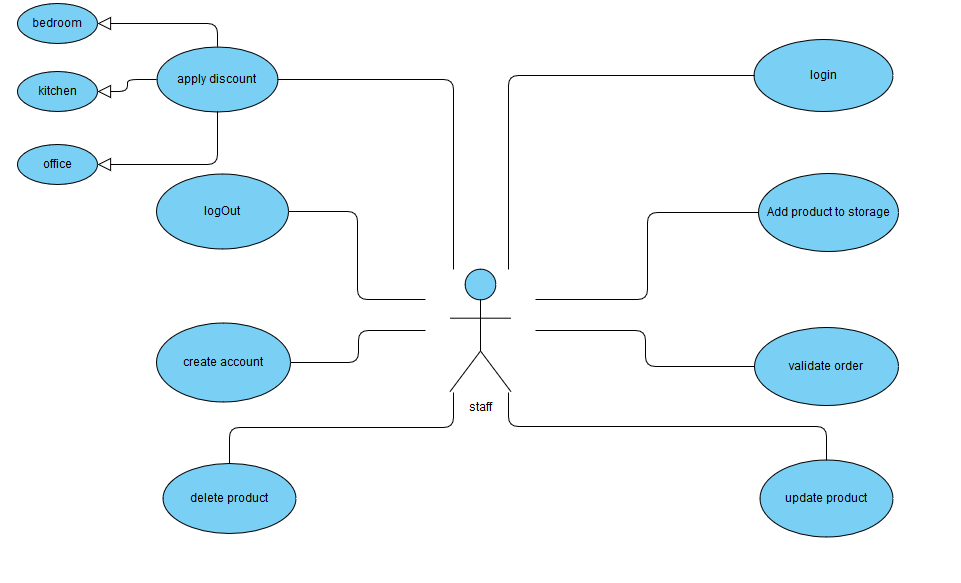 bedroom
apply discount
login
kitchen
office
logOut
Add product to storage
create account
validate order
staff
delete product
update product